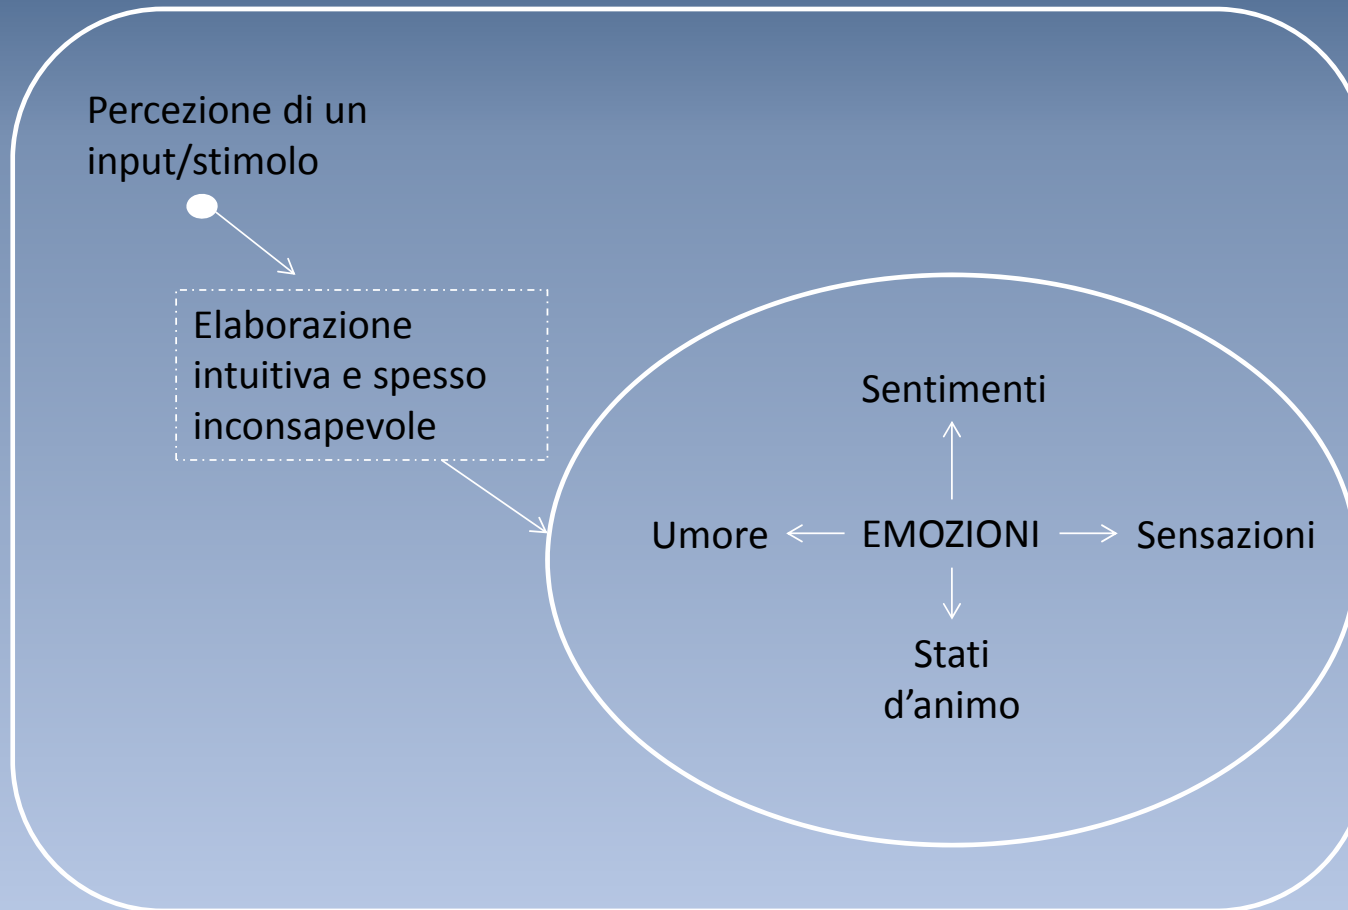 Percezione di un
input/stimolo
Elaborazione
intuitiva e spesso
inconsapevole
Sentimenti
Umore
EMOZIONI
Sensazioni
Stati
d’animo